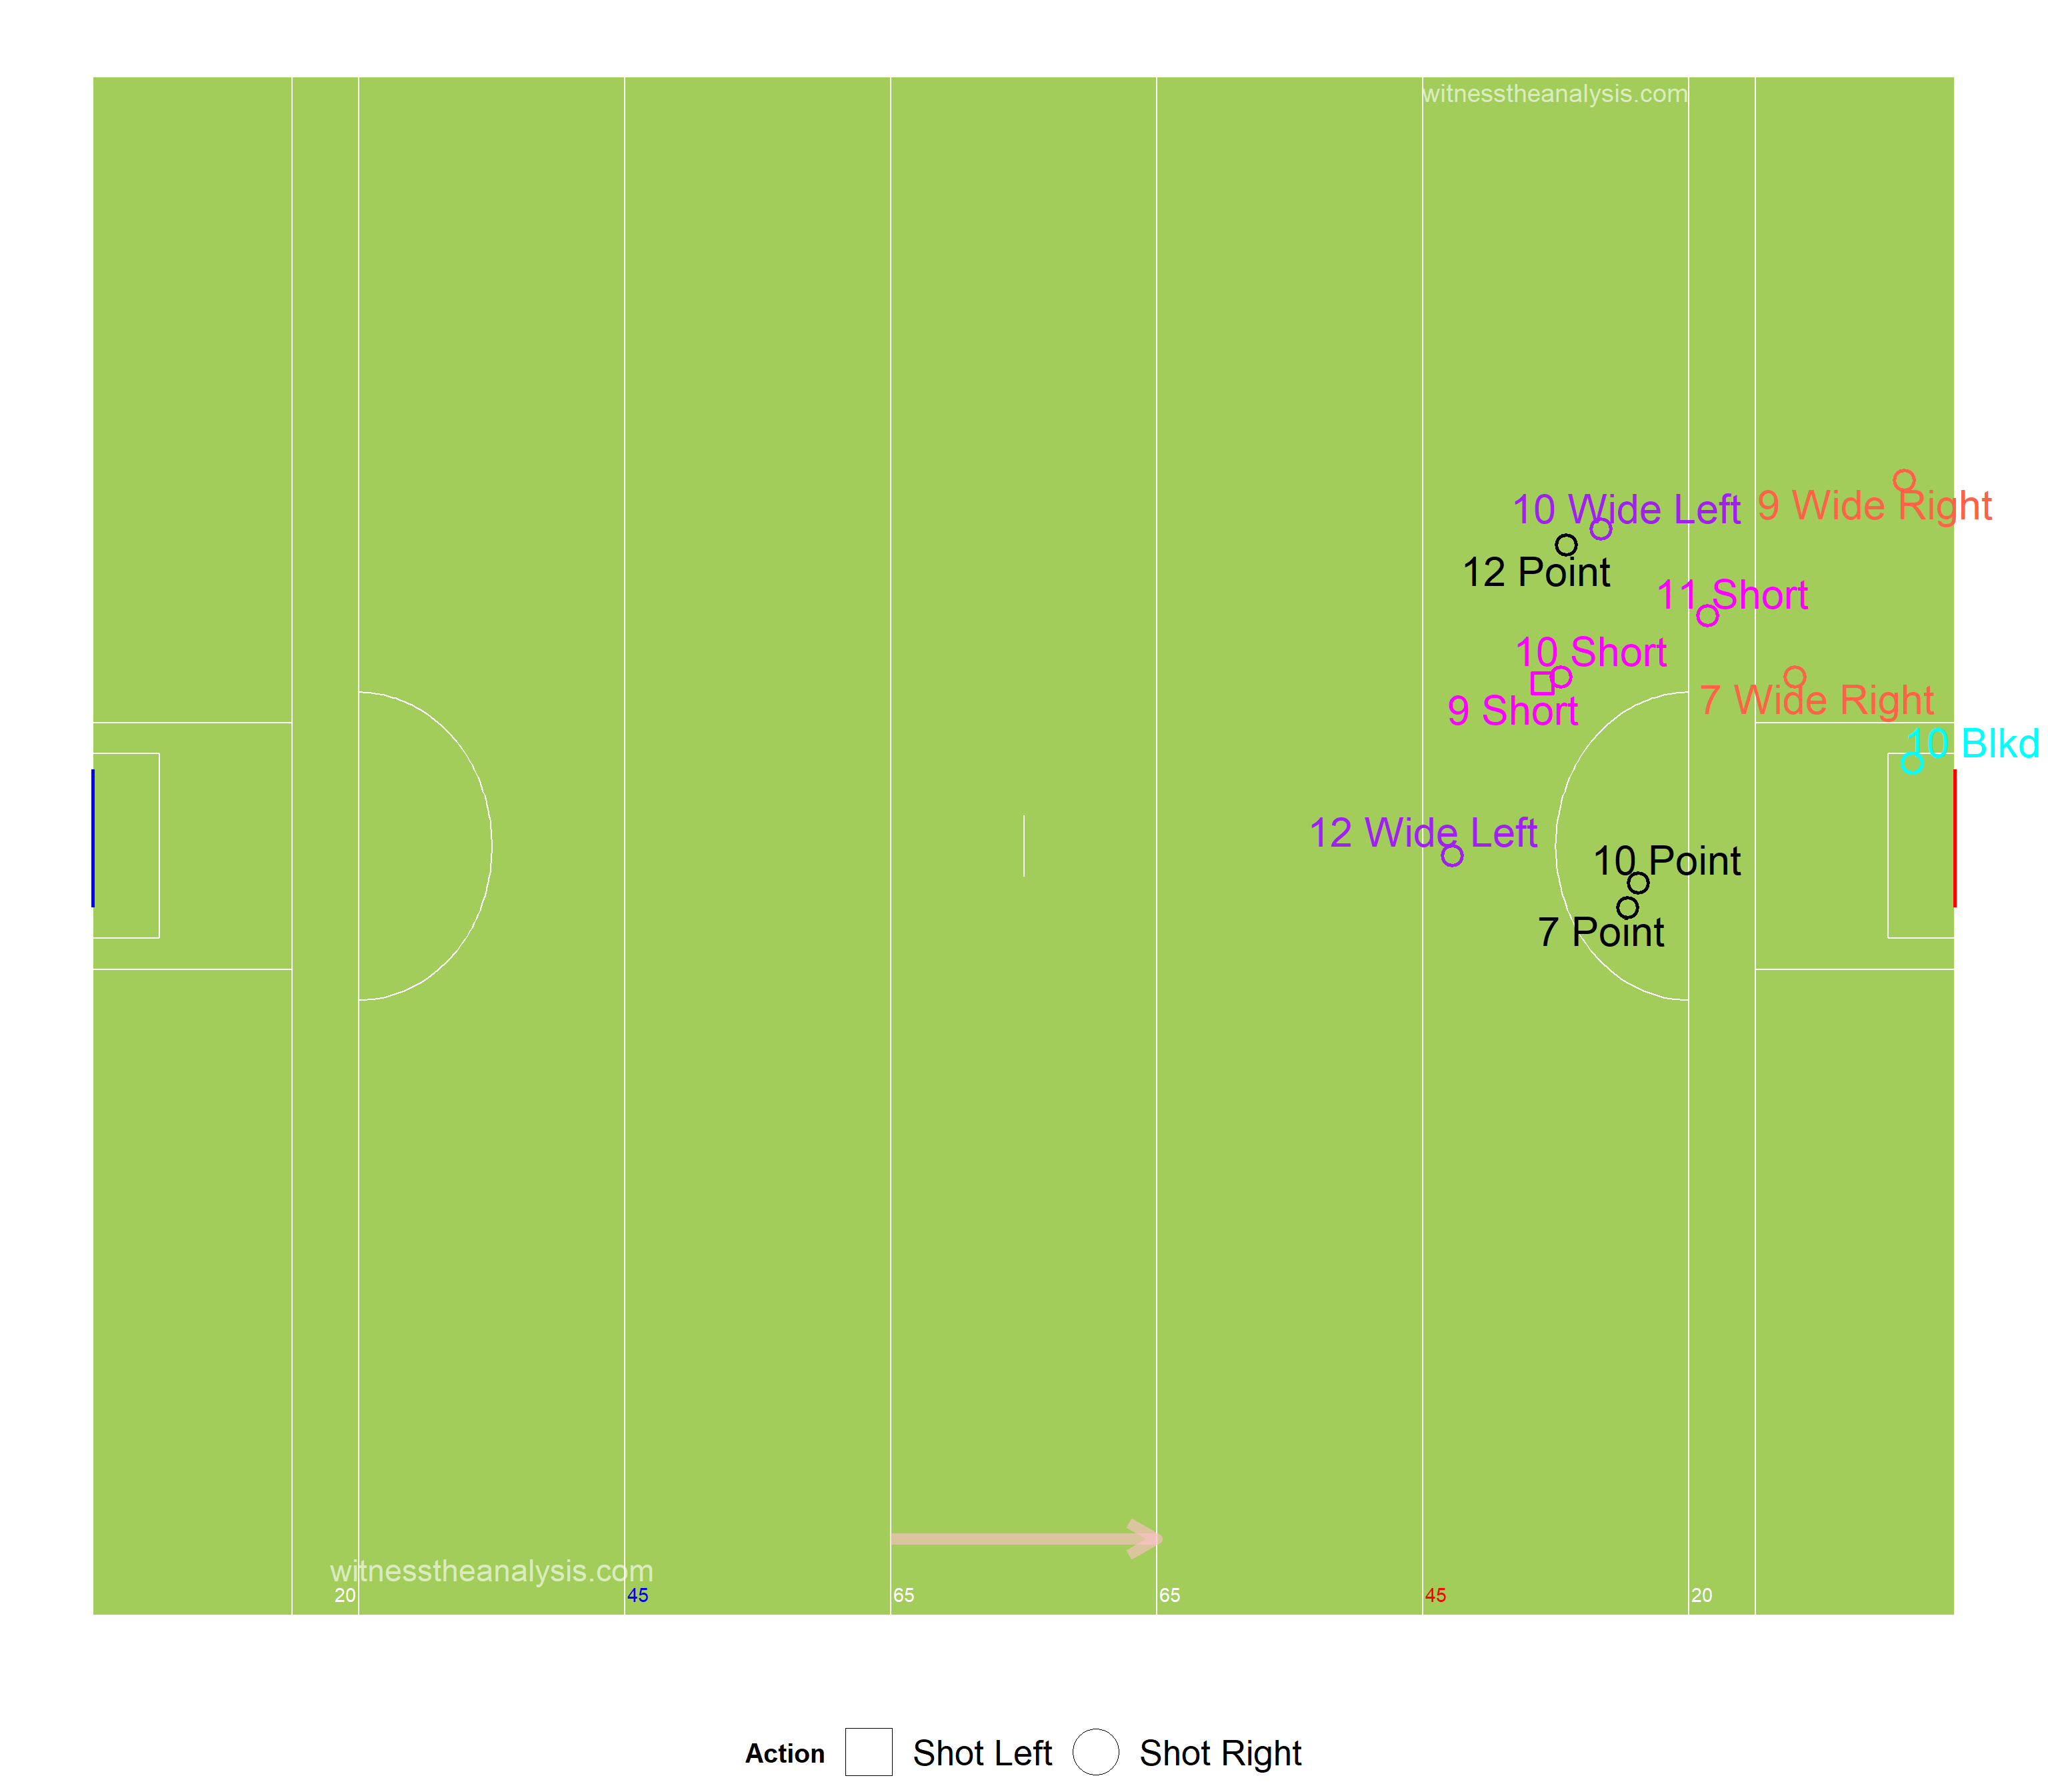 witnesstheanalysis.com
9 Wide Right
10 Wide Left
12 Point
11 Short
10 Short
7 Wide Right
9 Short
10 Blkd
12 Wide Left
10 Point
7 Point
witnesstheanalysis.com
20
45
65
65
45
20
Action Shot Left Shot Right